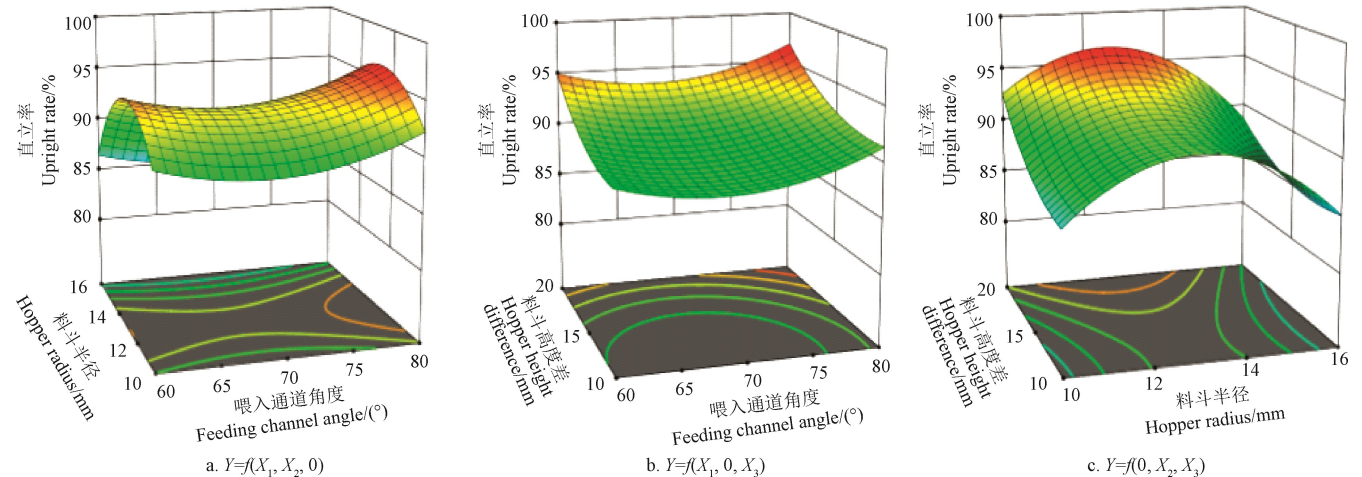 100
95
90
85
80
直立率
Upright rate/%
16
14
12
10
料斗半径
Hopper radius/mm
60
65
70
75
80
喂入通道角度
Feeding channel angle/(°)
a. Y=f(X1, X2, 0)
100
95
90
85
80
直立率
Upright rate/%
20
15
10
料斗高度差
Hopper height
difference/mm
60
65
70
75
80
喂入通道角度
Feeding channel angle/(°)
b. Y=f(X1, 0, X3)
100
95
90
85
80
直立率
Upright rate/%
20
15
10
料斗高度差
Hopper height
difference/mm
10
12
14
16
料斗半径
Hopper radius/mm
c. Y=f(0, X2, X3)